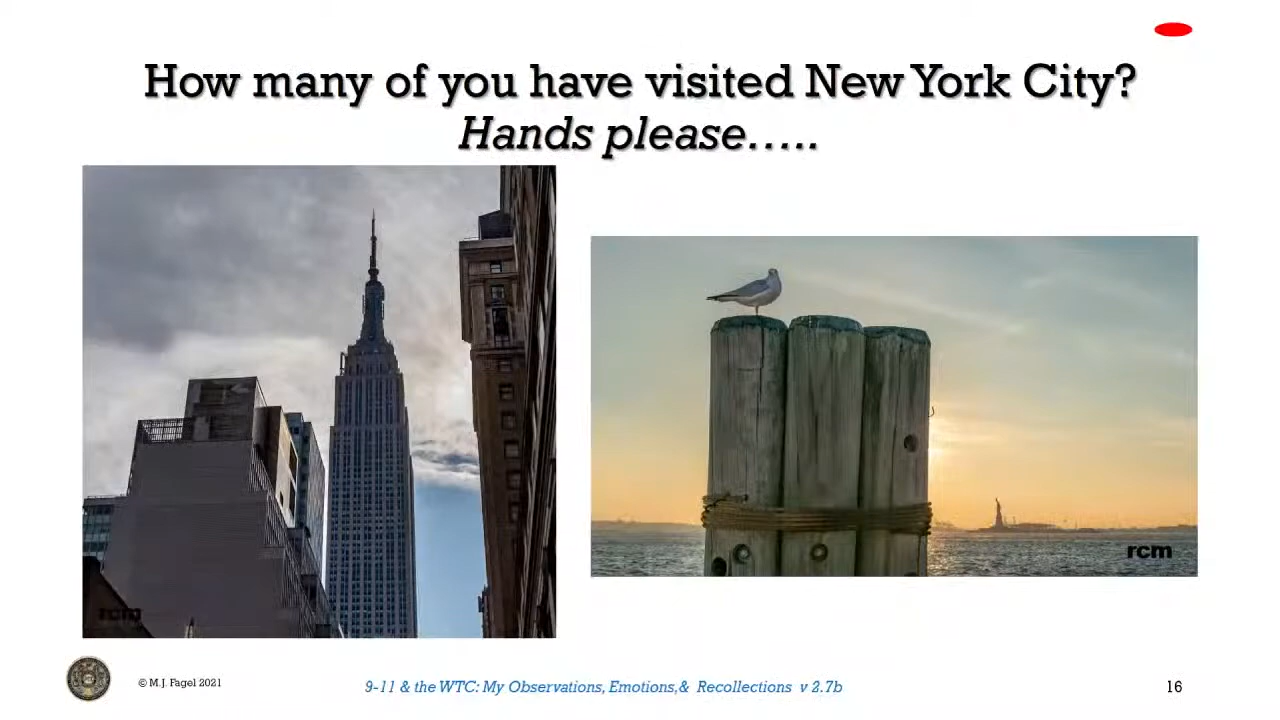 How many of you have visited New York City?
Hands please…..
rcm
rcm
© M.J. Fagel 2021
9-11 & the WTC: My Observations, Emotions,& Recollections v 2.7b
16